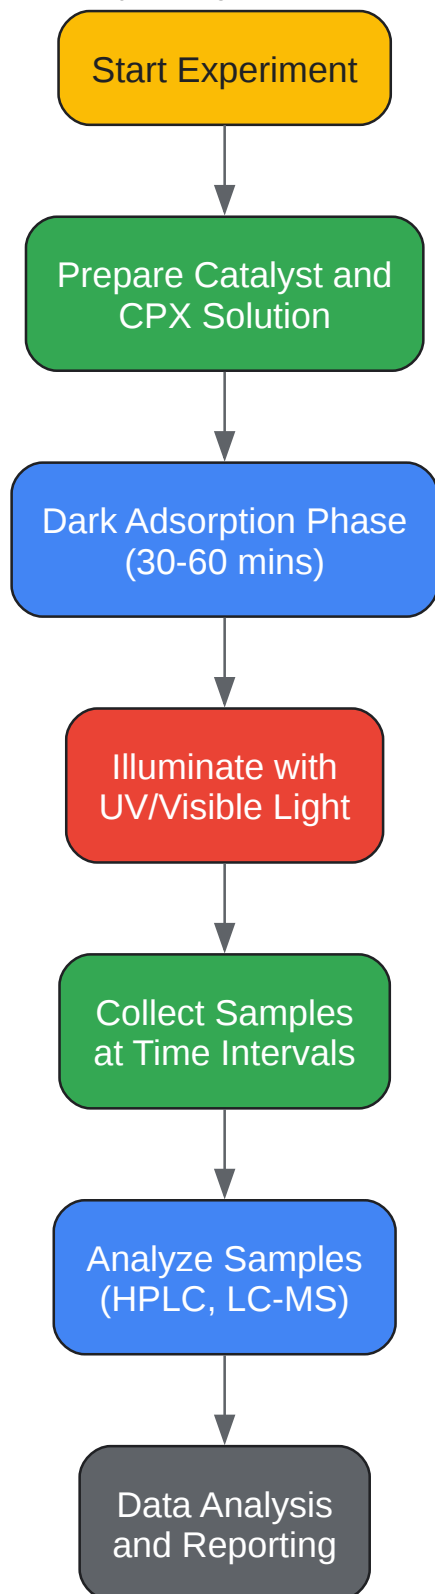 Start Experiment
Prepare Catalyst and
CPX Solution
Dark Adsorption Phase
(30-60 mins)
Illuminate with
UV/Visible Light
Collect Samples
at Time Intervals
Analyze Samples
(HPLC, LC-MS)
Data Analysis
and Reporting